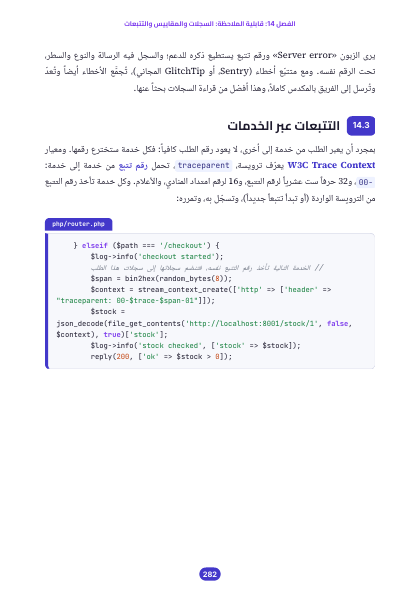 الفصل 14: قابلية الملاحظة: السجلات والمقاييس والتتبعات
يرى الزبون «Server error» ورقم تتبع يستطيع ذكره للدعم؛ والسجل فيه الرسالة والنوع والسطر،
تحت الرقم نفسه. ومع متتبّع أخطاء (Sentry، أو GlitchTip المجاني)، تُجمَّع الأخطاء أيضاً وتُعدّ
وتُرسل إلى الفريق بالمكدس كاملاً، وهذا أفضل من قراءة السجلات بحثاً عنها.
14.3 التتبعات عبر الخدمات
بمجرد أن يعبر الطلب من خدمة إلى أخرى، لا يعود رقم الطلب كافياً: فكل خدمة ستخترع رقمها. ومعيار
W3C Trace Context يعرّف ترويسة، traceparent، تحمل رقم تتبع من خدمة إلى خدمة:
00-، و32 حرفاً ست عشرياً لرقم التتبع، و16 لرقم امتداد المنادي، والأعلام. وكل خدمة تأخذ رقم التتبع
من الترويسة الواردة (أو تبدأ تتبعاً جديداً)، وتسجّل به، وتمرره:
php/router.php
} elseif ($path === '/checkout') {
$log->info('checkout started');
// الخدمة التالية تأخذ رقم التتبع نفسه، فتنضم سجلاتها إلى سجلات هذا الطلب
$span = bin2hex(random_bytes(8));
$context = stream_context_create(['http' => ['header' =>
"traceparent: 00-$trace-$span-01"]]);
$stock =
json_decode(file_get_contents('http://localhost:8001/stock/1', false,
$context), true)['stock'];
$log->info('stock checked', ['stock' => $stock]);
reply(200, ['ok' => $stock > 0]);
282